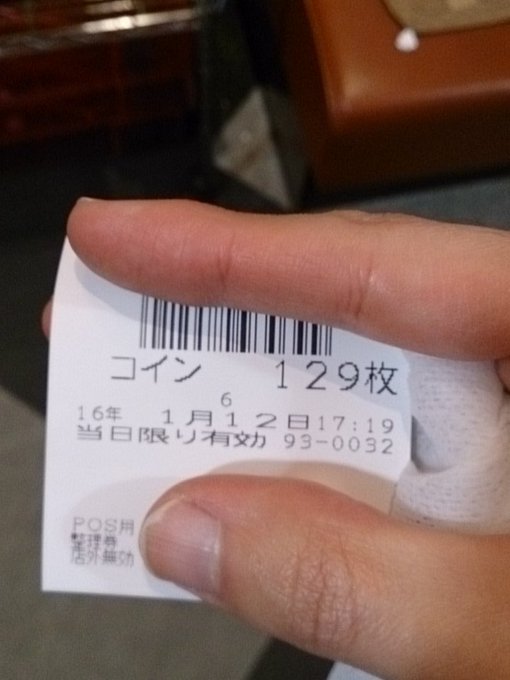 コイン 129枚
6
16年 1月12日17:19
当日限り有効 93-0032
POS用
整理券
店外無効